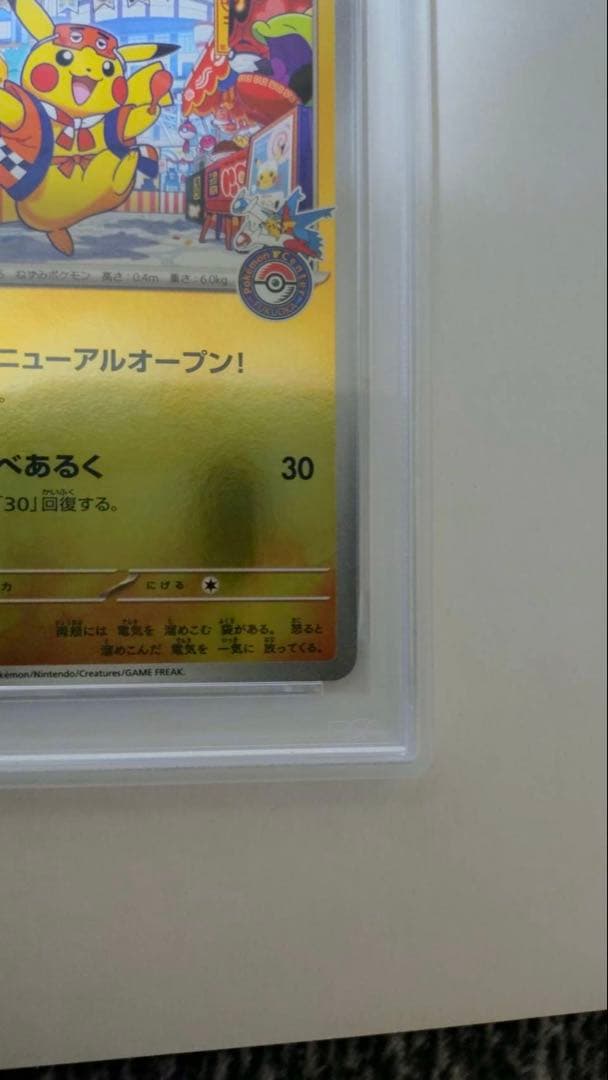 ねずみポケモン 高さ:0.4m 重さ:6.0kg
Pokémon Center
FUKUOKA
ニューアルオープン!
。
べあるく 30
「30」回復する。
力 にげる
両頬には 電気を 溜めこむ 袋がある。 怒ると
溜めこんだ 電気を 一気に 放ってくる。
kémon/Nintendo/Creatures/GAME FREAK.